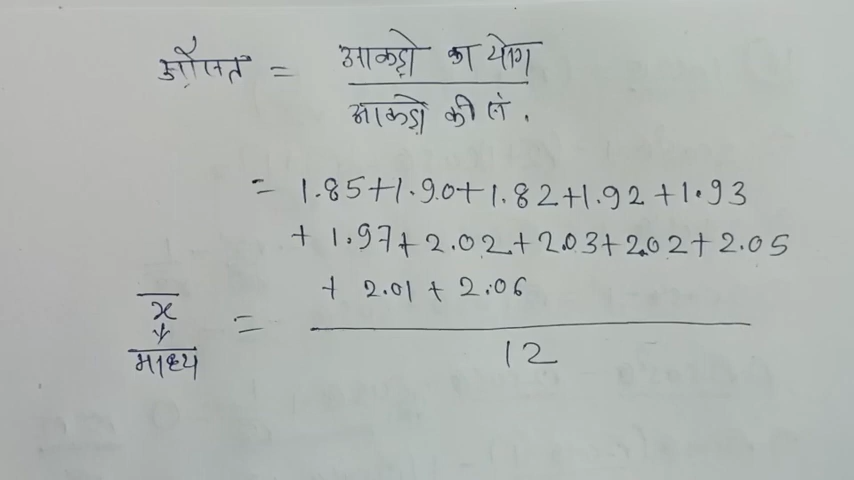 औसत = आकड़ो का योग
आकड़ो की सं.
= 1.85+1.90+1.82+1.92+1.93
+ 1.97+2.02+2.03+2.02+2.05
+ 2.01 + 2.06
x̄ = 12
माध्य